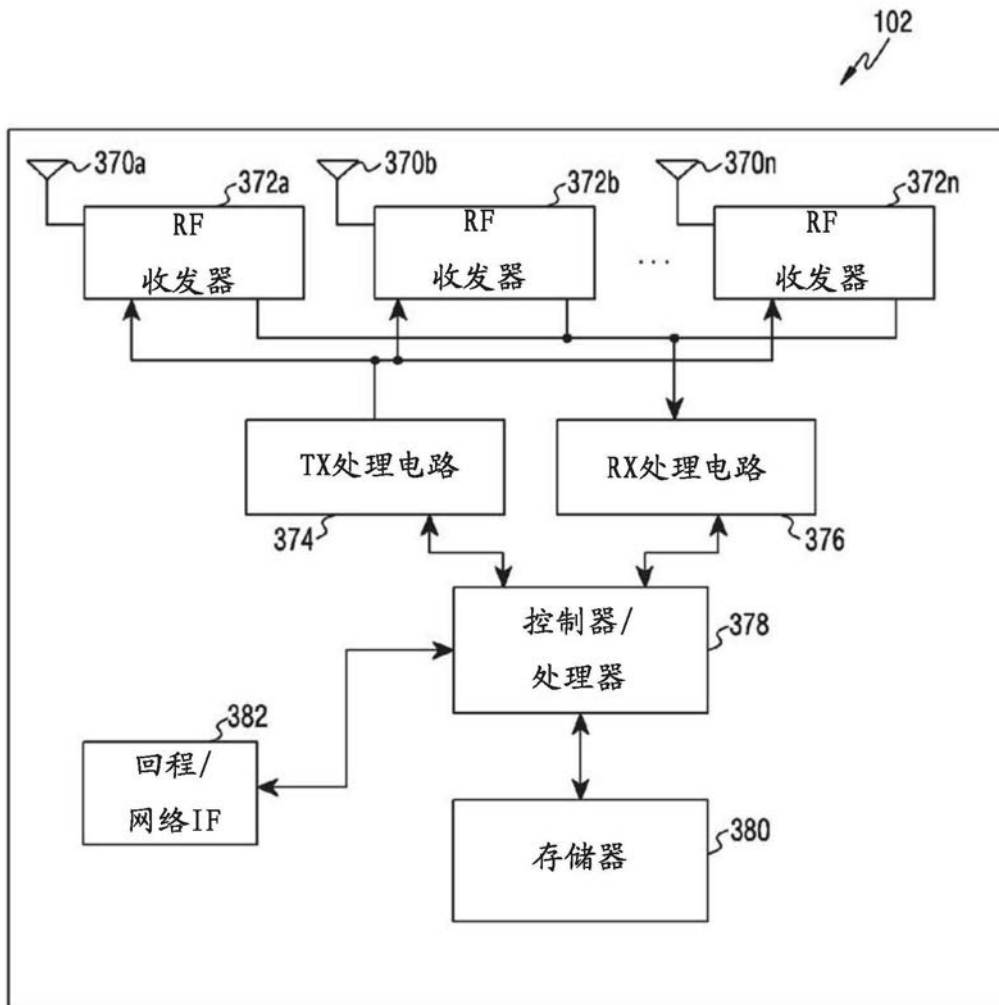 102
370a
370b
370n
372a
372b
372n
RF
收发器
RF
收发器
...
RF
收发器
TX处理电路
RX处理电路
374
376
控制器/
处理器
378
382
回程/
网络IF
存储器
380